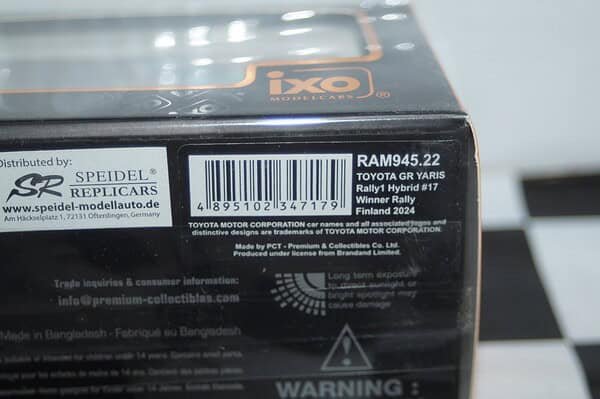 ixo
MODELCARS
®
Distributed by:
SR SPEIDEL®
REPLICARS
www.speidel-modellauto.de
Am Häckselplatz 1, 72131 Ofterdingen, Germany
4 895102 347179
RAM945.22
TOYOTA GR YARIS
Rally1 Hybrid #17
Winner Rally
Finland 2024
TOYOTA MOTOR CORPORATION car names and all associated logos and
distinctive designs are trademarks of TOYOTA MOTOR CORPORATION.
Made by PCT - Premium & Collectibles Co. Ltd.
Produced under license from Brandand Limited.
Trade inquiries & consumer information:
info@premium-collectibles.com
Long term exposure
to direct sunlight or
bright spotlight may
cause damage
Made in Bangladesh - Fabriqué au Bangladesh
WARNING :